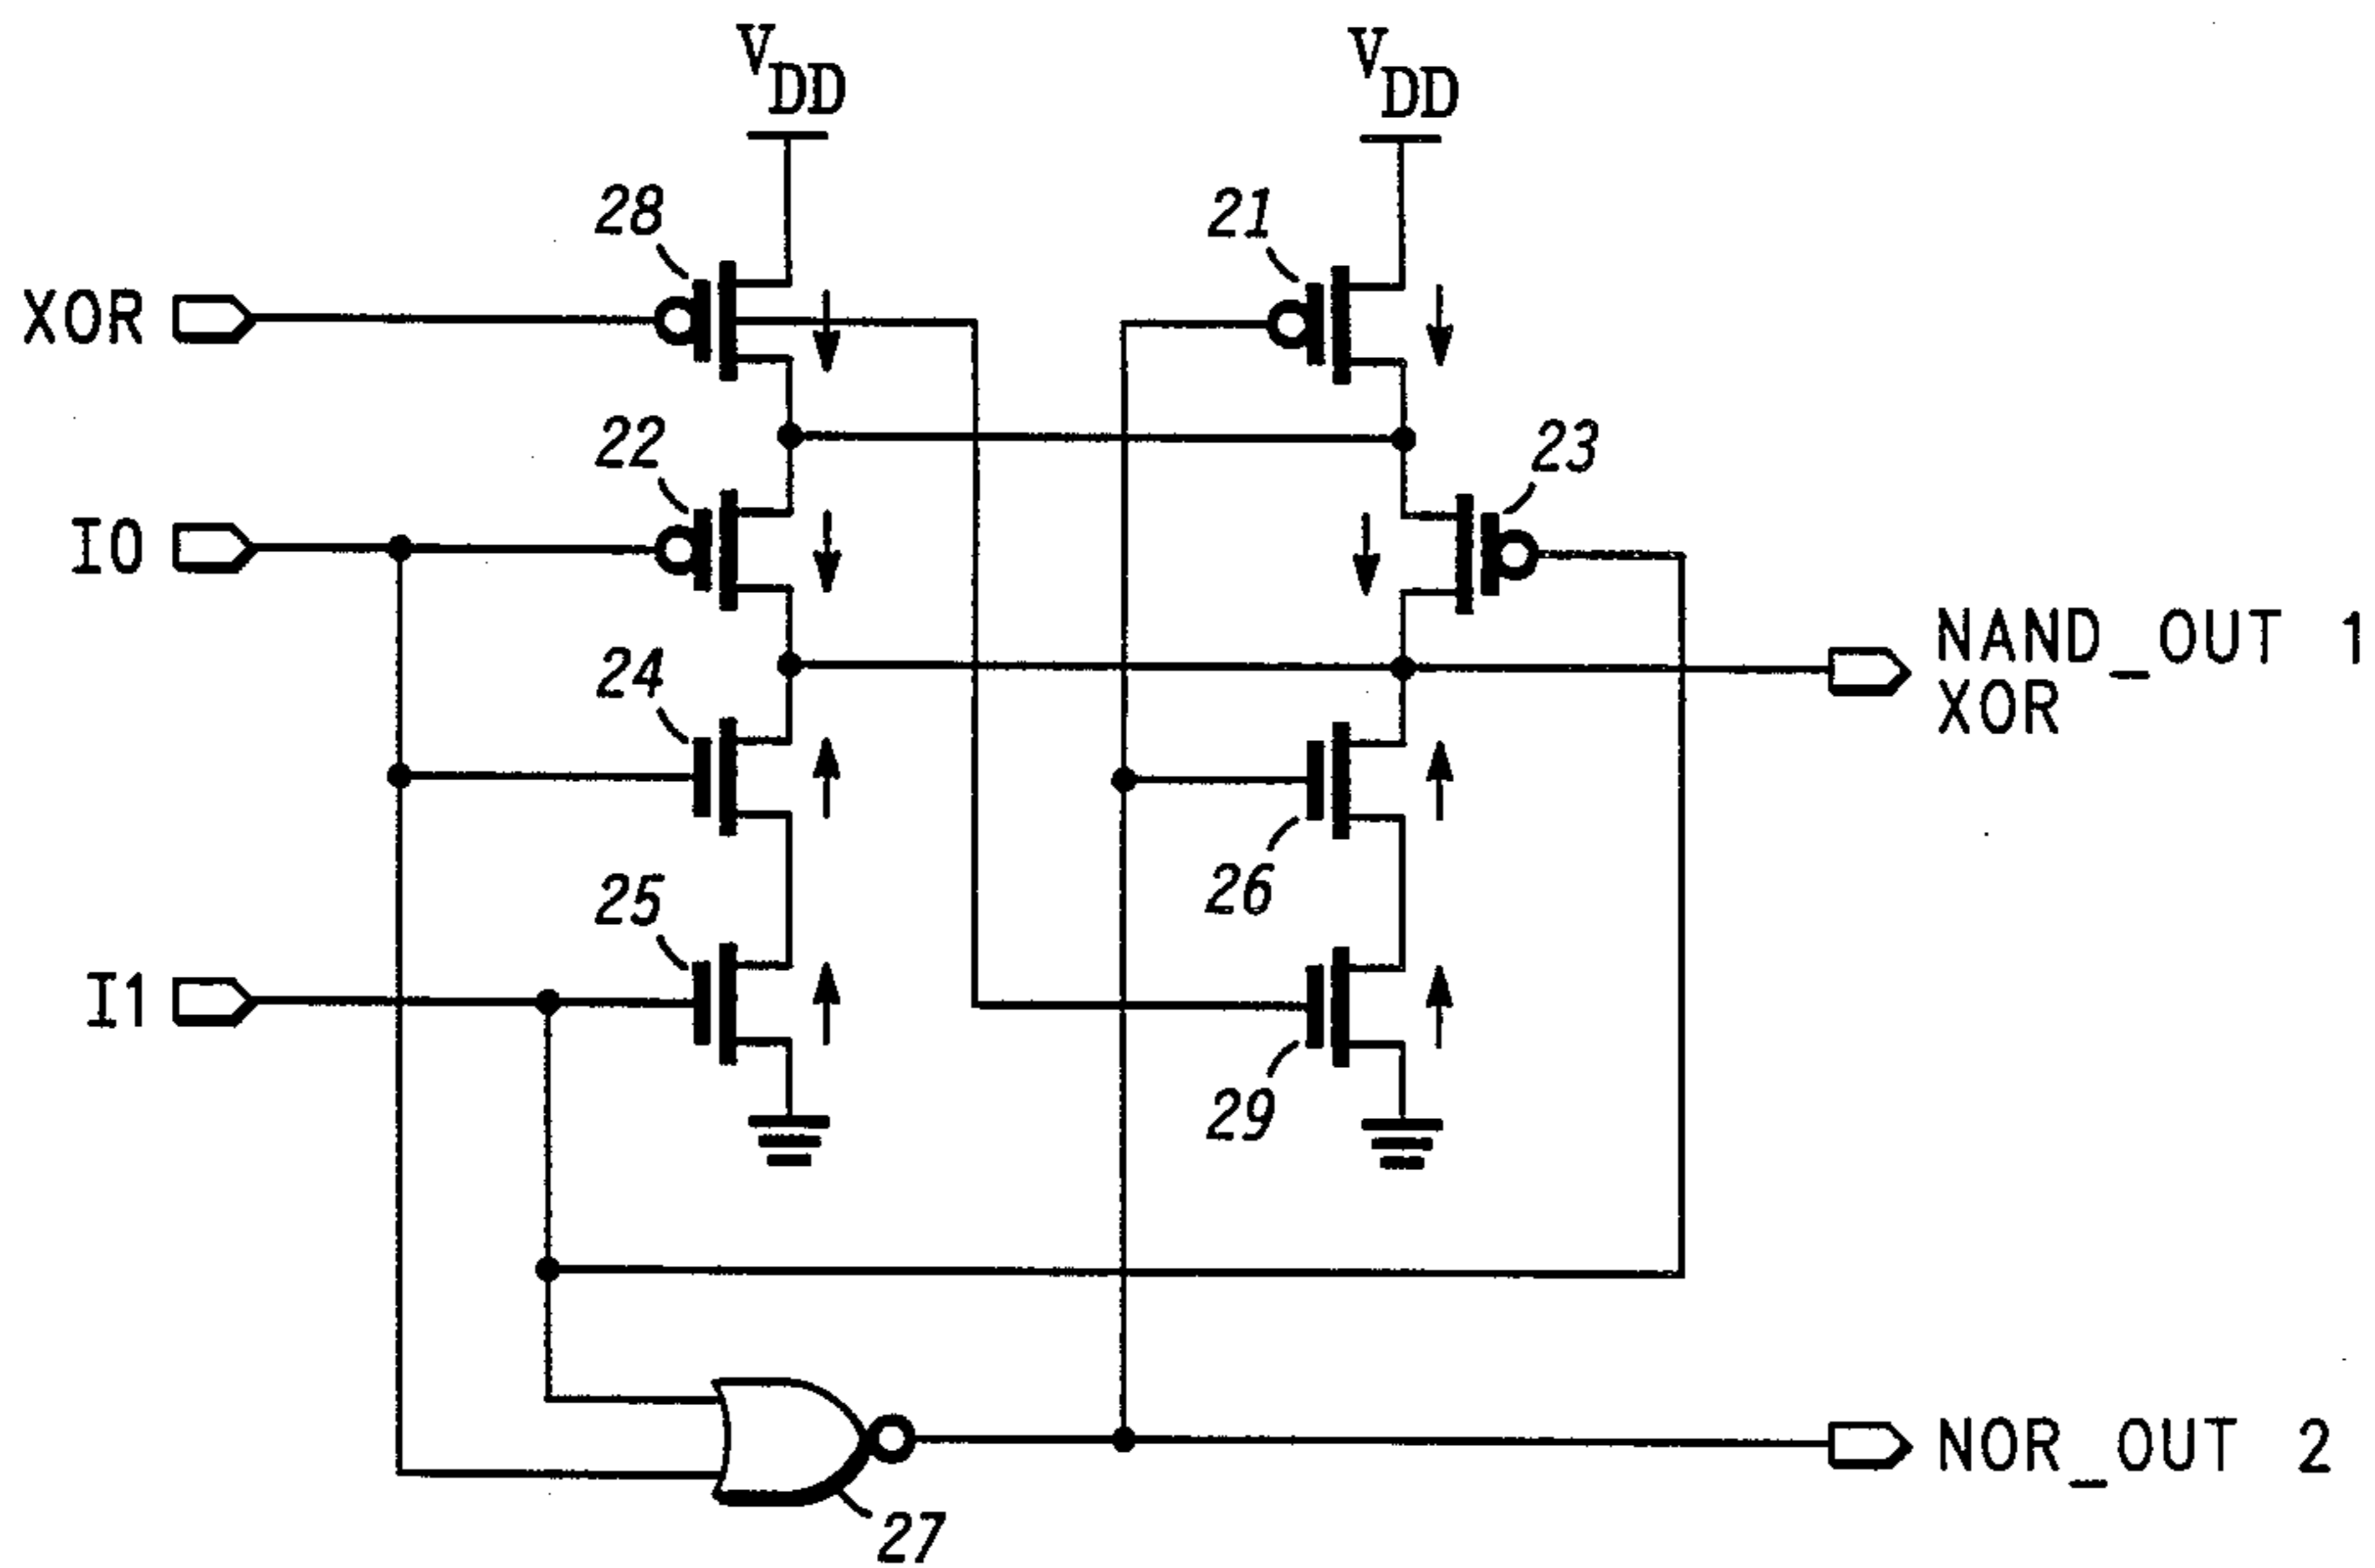 VDD
VDD
28
21
XOR
22
23
I0
NAND_OUT 1
XOR
24
25
26
I1
29
NOR_OUT 2
27